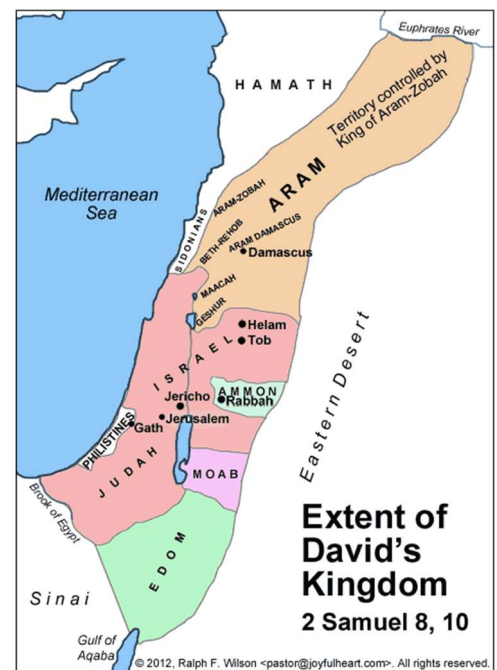 Euphrates River
HAMATH
Territory controlled by
King of Aram-Zobah
ARAM
Mediterranean
Sea
ARAM-ZOBAH
SIDONIANS
BETH-REHOB
ARAM DAMASCUS
Damascus
MAACAH
GESHUR
Helam
Tob
ISRAEL
AMMON
Rabbah
Jericho
Jerusalem
Gath
PHILISTINES
JUDAH
MOAB
Eastern Desert
Brook of Egypt
EDOM
Sinai
Gulf of
Aqaba
Extent of
David's
Kingdom
2 Samuel 8, 10
© 2012, Ralph F. Wilson <pastor@joyfulheart.com>. All rights reserved.